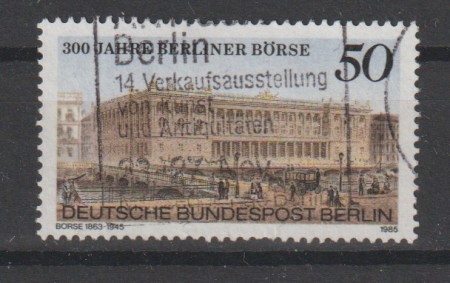 300 JAHRE BERLINER BÖRSE 50
Berlin
14. Verkaufsausstellung
von Kunst
und Antiquitäten
DEUTSCHE BUNDESPOST BERLIN
BÖRSE 1863-1945 1985